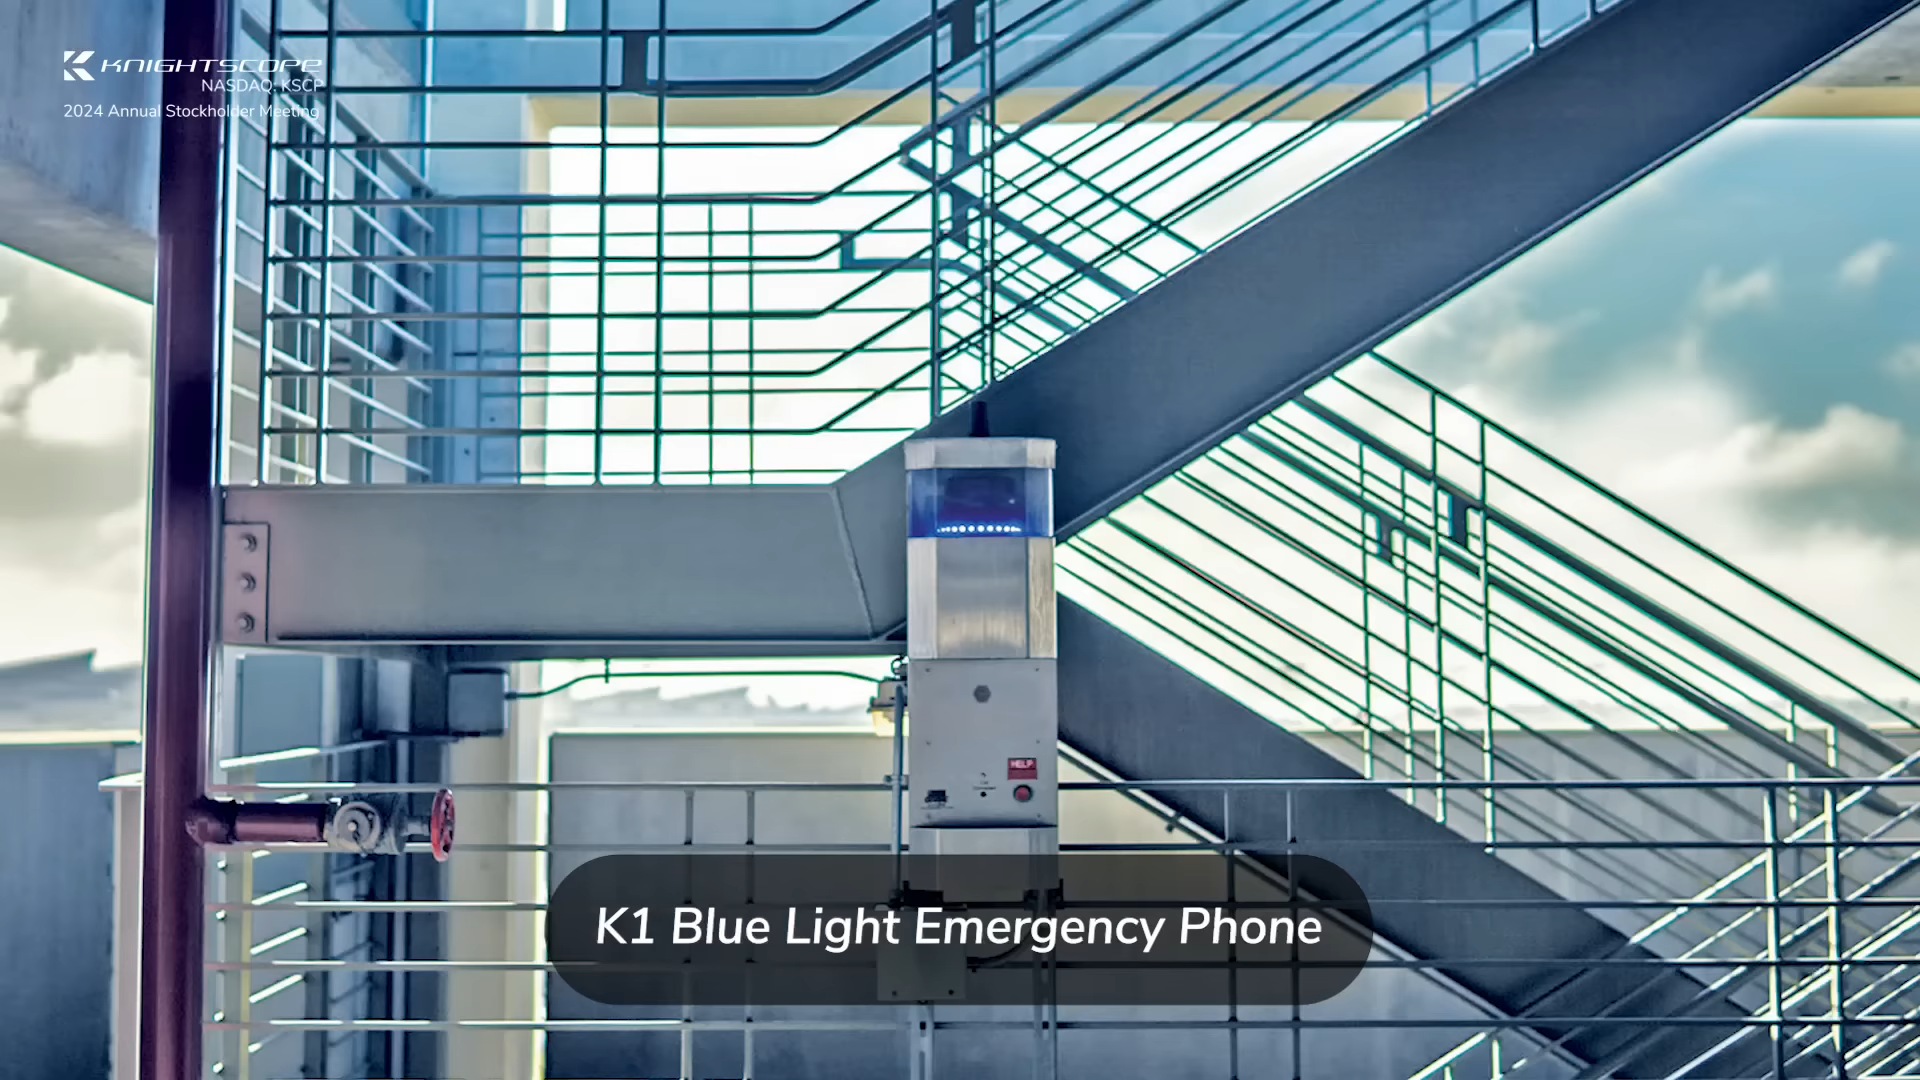 KNIGHTSCOPE
NASDAQ: KSCP
2024 Annual Stockholder Meeting
HELP
K1 Blue Light Emergency Phone